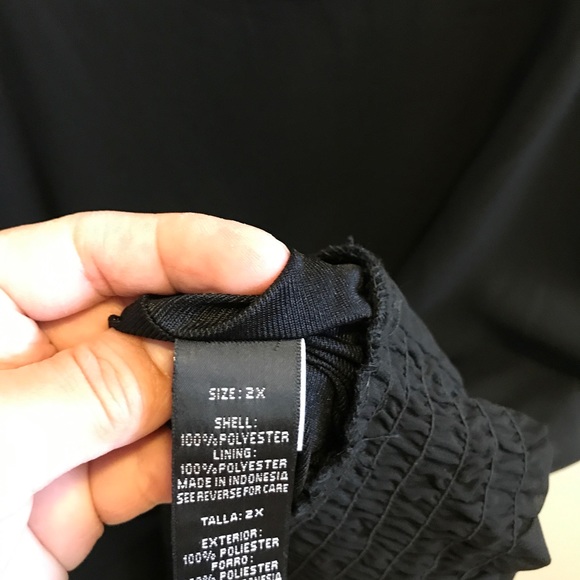 SIZE: 2X
SHELL:
100% POLYESTER
LINING:
100% POLYESTER
MADE IN INDONESIA
SEE REVERSE FOR CARE
TALLA: 2X
EXTERIOR:
100% POLIESTER
FORRO:
POLIESTER